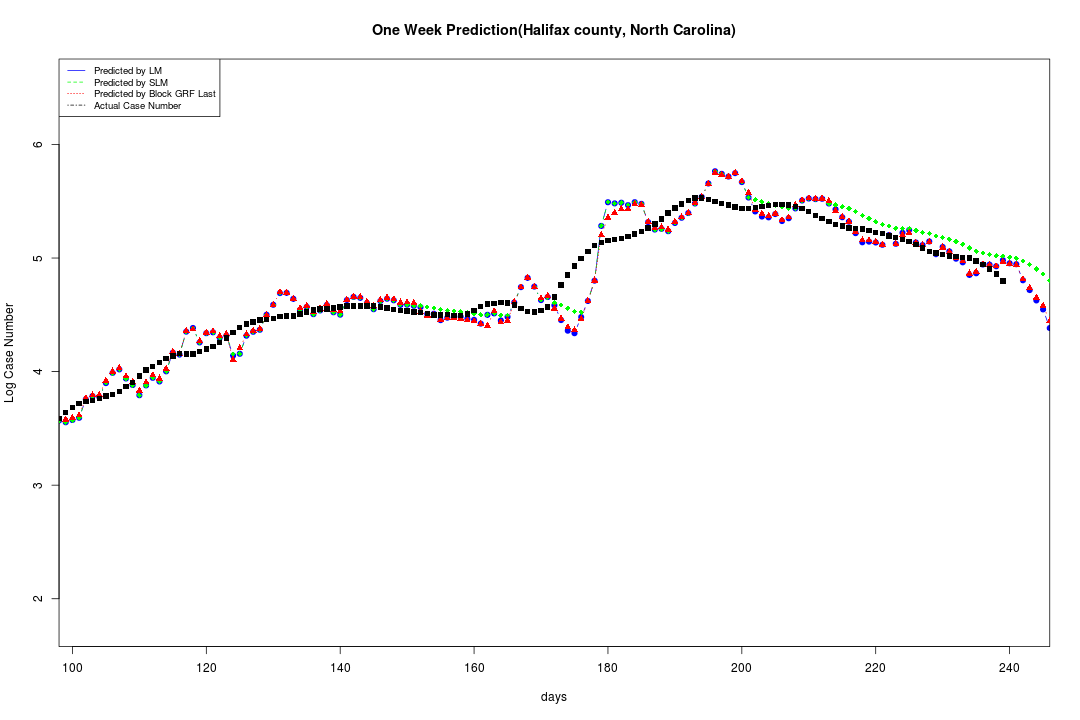 One Week Prediction(Halifax county, North Carolina)
Predicted by LM
Predicted by SLM
Predicted by Block GRF Last
Actual Case Number
Log Case Number
6
5
4
3
2
100 120 140 160 180 200 220 240
days